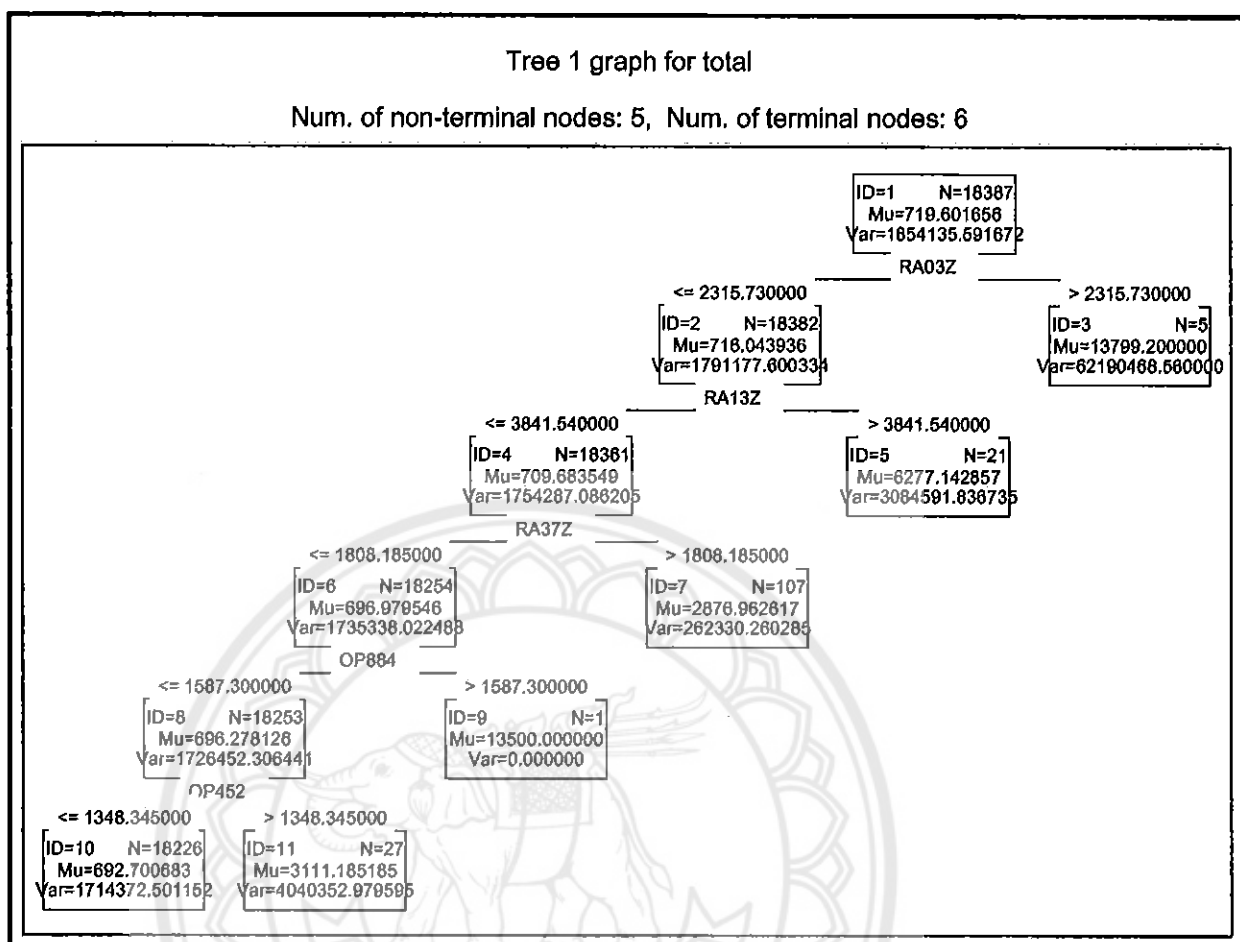 Tree 1 graph for total
Num. of non-terminal nodes: 5, Num. of terminal nodes: 6
ID=1 N=18387
Mu=719.601656
Var=1854135.591672
RA03Z
<= 2315.730000
> 2315.730000
ID=2 N=18382
Mu=716.043936
Var=1791177.600334
ID=3 N=5
Mu=13799.200000
Var=62190468.560000
RA13Z
<= 3841.540000
> 3841.540000
ID=4 N=18361
Mu=709.683549
Var=1754287.086205
ID=5 N=21
Mu=6277.142857
Var=3084591.836735
RA37Z
<= 1808.185000
> 1808.185000
ID=6 N=18254
Mu=696.979546
Var=1735338.022488
ID=7 N=107
Mu=2876.962617
Var=262330.260285
OP884
<= 1587.300000
> 1587.300000
ID=8 N=18253
Mu=696.278126
Var=1726452.306441
ID=9 N=1
Mu=13500.000000
Var=0.000000
OP452
<= 1348.345000
> 1348.345000
ID=10 N=18226
Mu=692.700683
Var=1714372.501152
ID=11 N=27
Mu=3111.185185
Var=4040352.979595